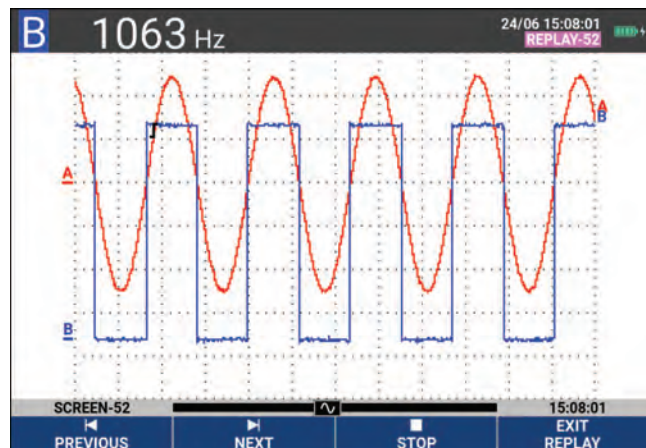 B 1063 Hz
24/06 15:08:01
REPLAY-52
A
B
A
B
SCREEN-52 15:08:01
PREVIOUS NEXT STOP EXIT REPLAY